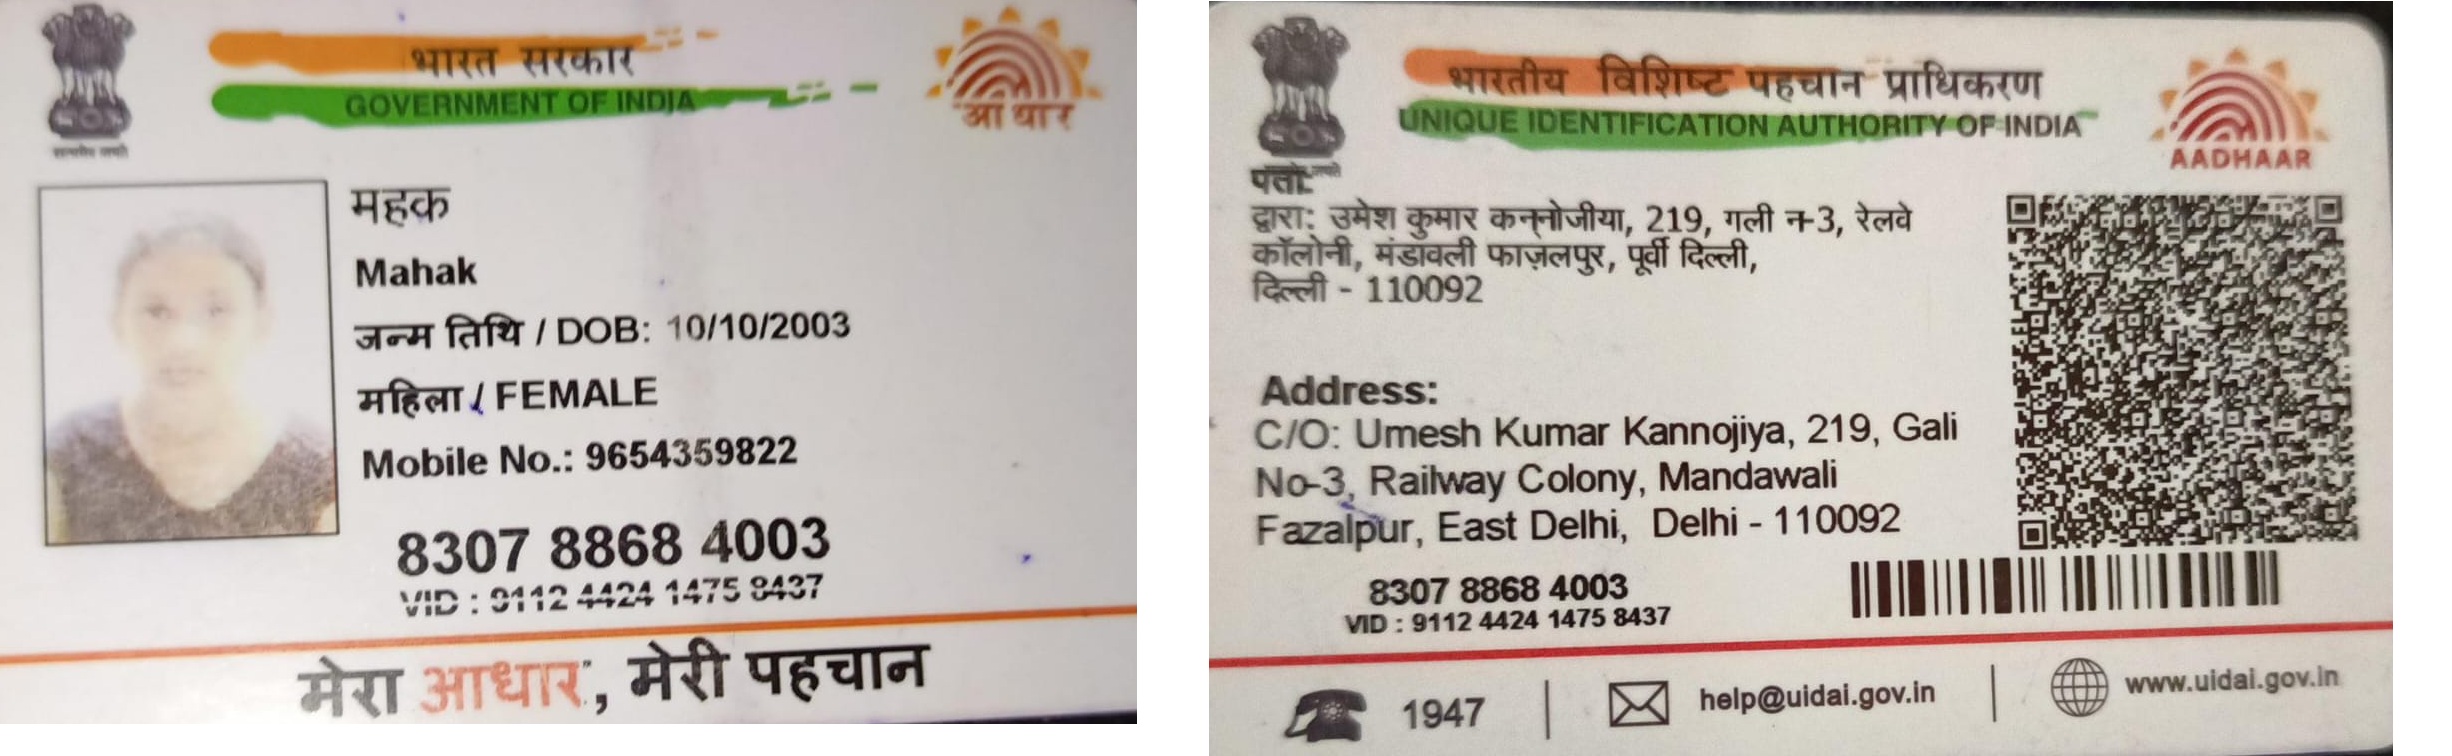 भारत सरकार
GOVERNMENT OF INDIA
आधार
महक
Mahak
जन्म तिथि / DOB: 10/10/2003
महिला / FEMALE
Mobile No.: 9654359822
8307 8868 4003
VID : 9112 4424 1475 8437
मेरा आधार, मेरी पहचान
भारतीय विशिष्ट पहचान प्राधिकरण
UNIQUE IDENTIFICATION AUTHORITY OF INDIA
AADHAAR
पता:
द्वारा: उमेश कुमार कन्नोजीया, 219, गली न-3, रेलवे
कॉलोनी, मंडावली फाज़लपुर, पूर्वी दिल्ली,
दिल्ली - 110092
Address:
C/O: Umesh Kumar Kannojiya, 219, Gali
No-3, Railway Colony, Mandawali
Fazalpur, East Delhi, Delhi - 110092
8307 8868 4003
VID : 9112 4424 1475 8437
1947
help@uidai.gov.in
www.uidai.gov.in